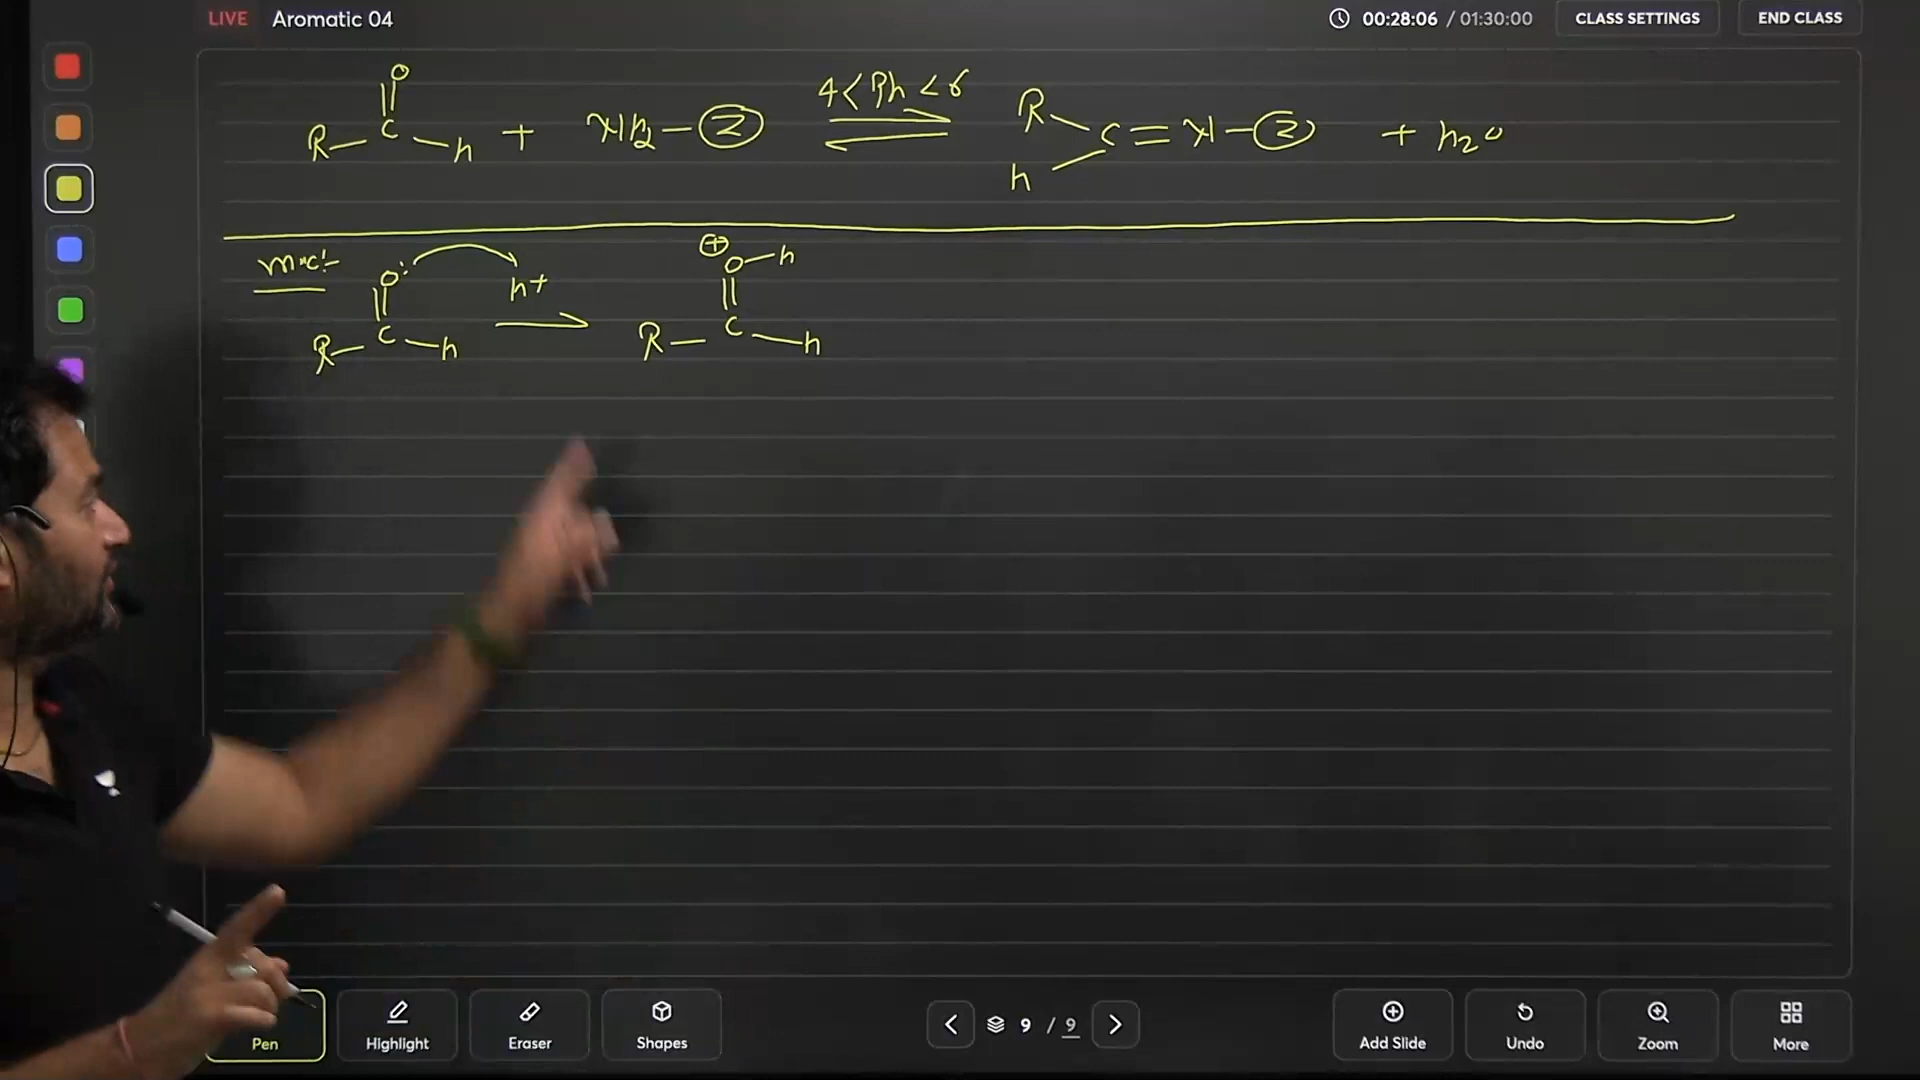 LIVE Aromatic 04 00:28:06 / 01:30:00 CLASS SETTINGS END CLASS
O
R—C—h + NH2—Z 4<Ph<6 R C=N—Z + h2o
h
mec:-
O: h+ ⊕ O—h
R—C—h R—C—h
Pen Highlight Eraser Shapes 9 / 9 Add Slide Undo Zoom More